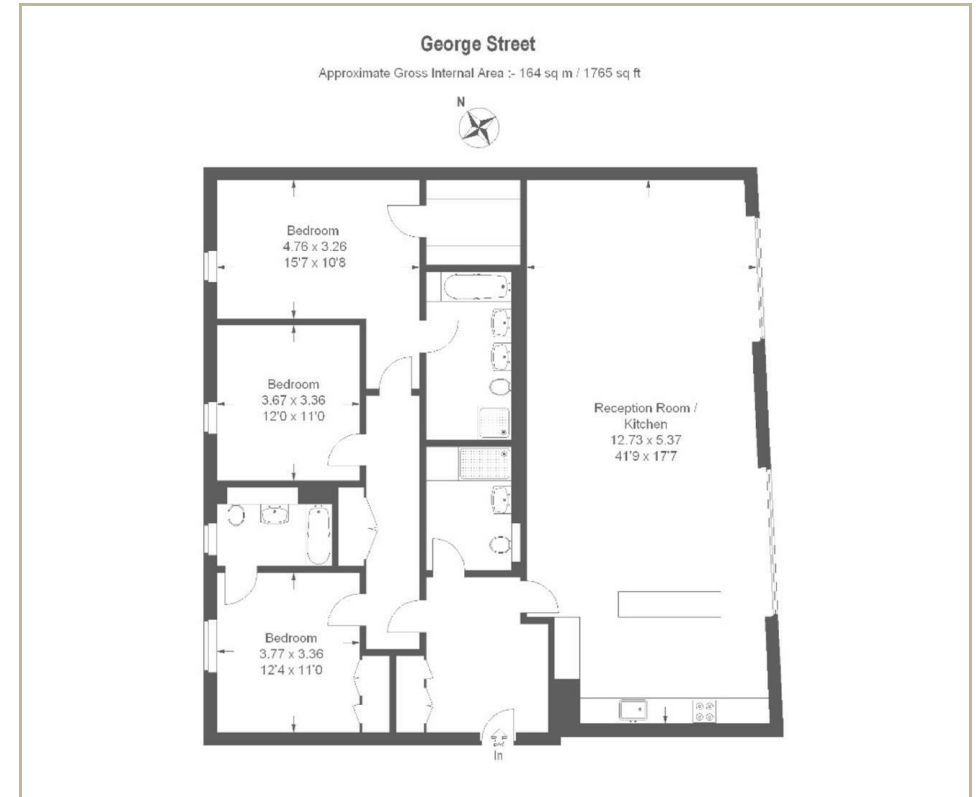 George Street
Approximate Gross Internal Area :- 164 sq m / 1765 sq ft
N
Bedroom
4.76 x 3.26
15'7 x 10'8
Bedroom
3.67 x 3.36
12'0 x 11'0
Reception Room /
Kitchen
12.73 x 5.37
41'9 x 17'7
Bedroom
3.77 x 3.36
12'4 x 11'0
In